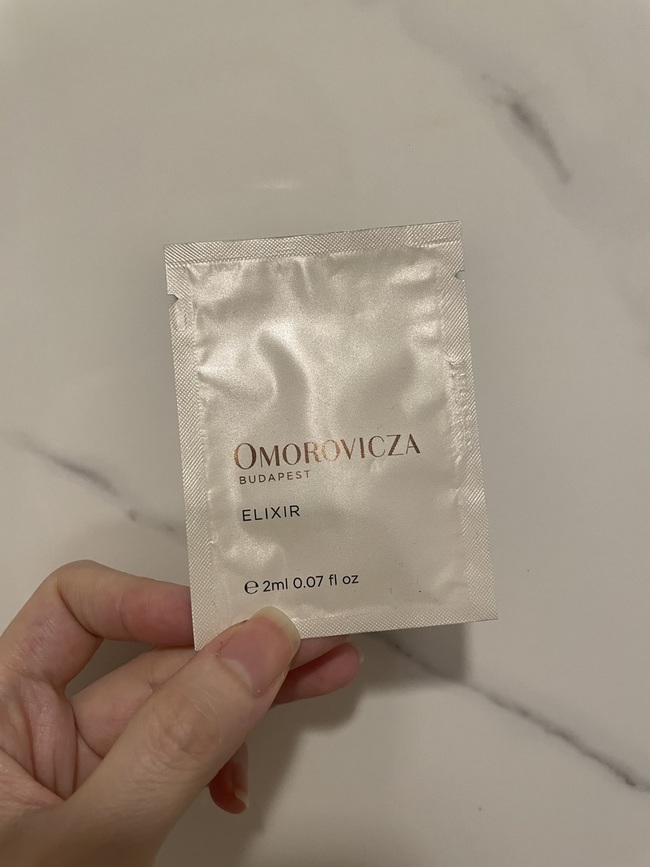 OMOROVICZA
BUDAPEST
ELIXIR
℮ 2ml 0.07 fl oz